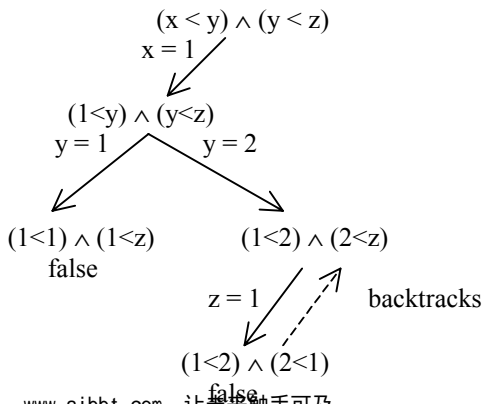 (x < y) ∧ (y < z)
x = 1
(1<y) ∧ (y<z)
y = 1 y = 2
(1<1) ∧ (1<z) (1<2) ∧ (2<z)
false
z = 1 backtracks
(1<2) ∧ (2<1)
false